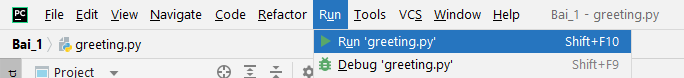 PC File Edit View Navigate Code Refactor Run Tools VCS Window Help Bai_1 - greeting.py
Bai_1 greeting.py Run 'greeting.py' Shift+F10
Project Debug 'greeting.py' Shift+F9